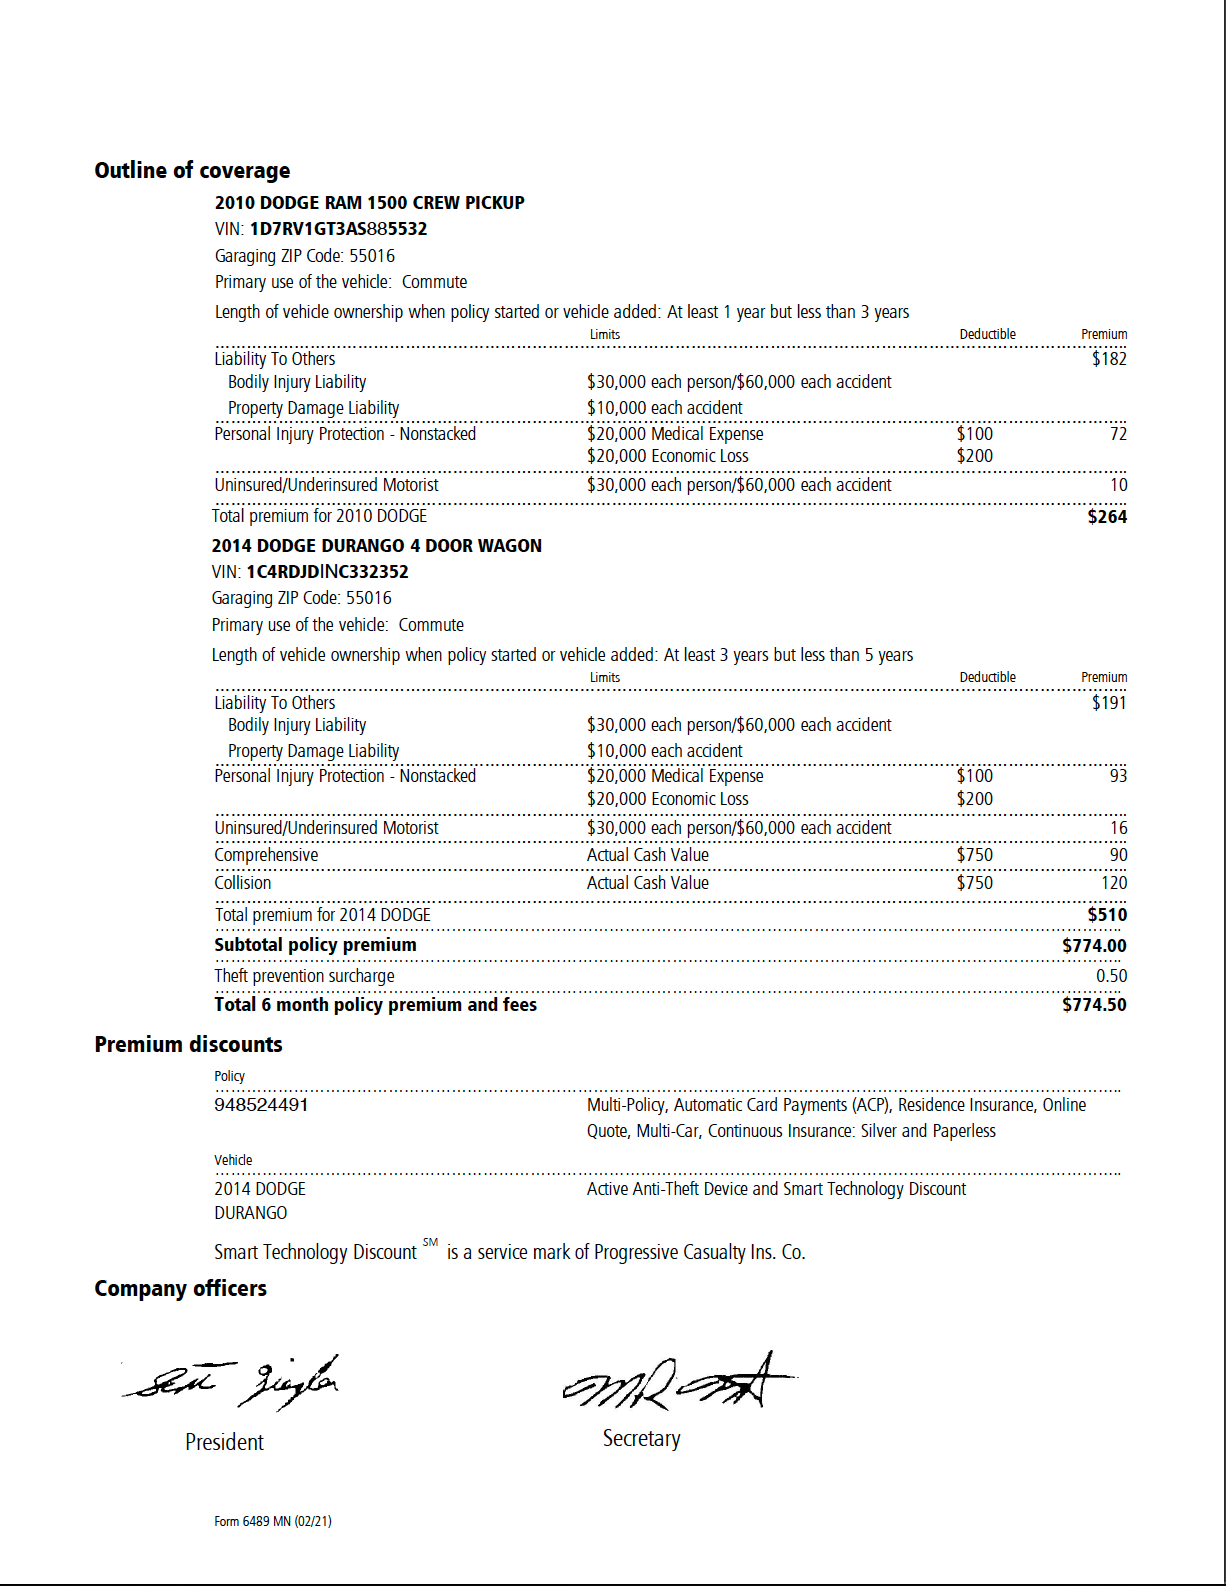 Outline of coverage
2010 DODGE RAM 1500 CREW PICKUP
VIN: 1D7RV1GT3AS885532
Garaging ZIP Code: 55016
Primary use of the vehicle: Commute
Length of vehicle ownership when policy started or vehicle added: At least 1 year but less than 3 years
Limits Deductible Premium
Liability To Others $182
Bodily Injury Liability $30,000 each person/$60,000 each accident
Property Damage Liability $10,000 each accident
Personal Injury Protection - Nonstacked $20,000 Medical Expense $100 72
$20,000 Economic Loss $200
Uninsured/Underinsured Motorist $30,000 each person/$60,000 each accident 10
Total premium for 2010 DODGE $264
2014 DODGE DURANGO 4 DOOR WAGON
VIN: 1C4RDJDINC332352
Garaging ZIP Code: 55016
Primary use of the vehicle: Commute
Length of vehicle ownership when policy started or vehicle added: At least 3 years but less than 5 years
Limits Deductible Premium
Liability To Others $191
Bodily Injury Liability $30,000 each person/$60,000 each accident
Property Damage Liability $10,000 each accident
Personal Injury Protection - Nonstacked $20,000 Medical Expense $100 93
$20,000 Economic Loss $200
Uninsured/Underinsured Motorist $30,000 each person/$60,000 each accident 16
Comprehensive Actual Cash Value $750 90
Collision Actual Cash Value $750 120
Total premium for 2014 DODGE $510
Subtotal policy premium $774.00
Theft prevention surcharge 0.50
Total 6 month policy premium and fees $774.50
Premium discounts
Policy
948524491 Multi-Policy, Automatic Card Payments (ACP), Residence Insurance, Online
Quote, Multi-Car, Continuous Insurance: Silver and Paperless
Vehicle
2014 DODGE Active Anti-Theft Device and Smart Technology Discount
DURANGO
Smart Technology Discount SM is a service mark of Progressive Casualty Ins. Co.
Company officers
President Secretary
Form 6489 MN (02/21)